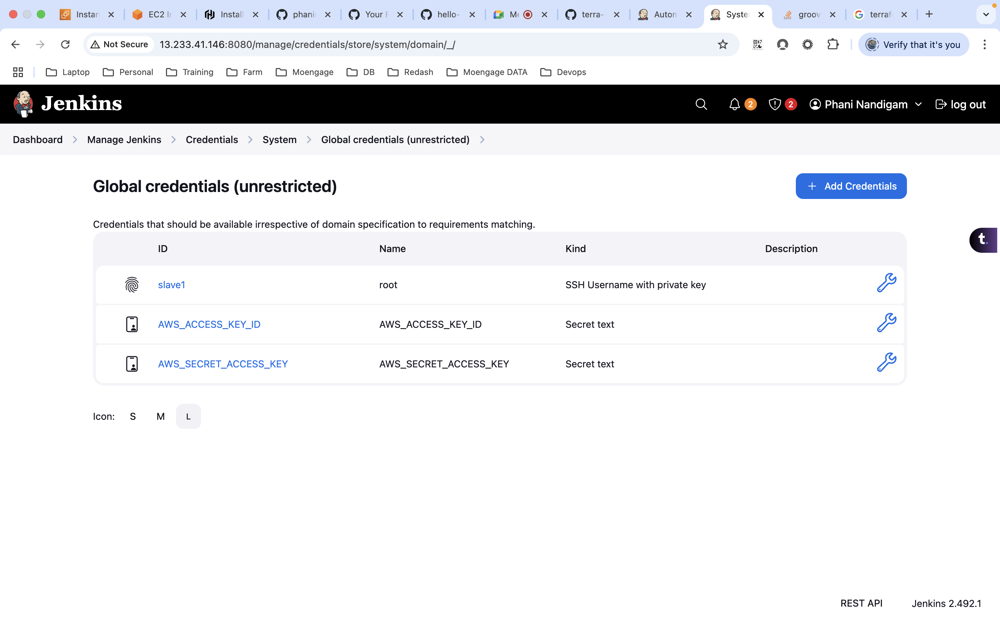 Instan
EC2 In
Install
phani
Your R
hello-
Me
terra-
Autom
System
groov
terrafo
Not Secure
13.233.41.146:8080/manage/credentials/store/system/domain/_/
Verify that it's you
Laptop
Personal
Training
Farm
Moengage
DB
Redash
Moengage DATA
Devops
Jenkins
2
2
Phani Nandigam
log out
Dashboard
Manage Jenkins
Credentials
System
Global credentials (unrestricted)
Global credentials (unrestricted)
+ Add Credentials
Credentials that should be available irrespective of domain specification to requirements matching.
t.
ID Name Kind Description
slave1 root SSH Username with private key
AWS_ACCESS_KEY_ID AWS_ACCESS_KEY_ID Secret text
AWS_SECRET_ACCESS_KEY AWS_SECRET_ACCESS_KEY Secret text
Icon: S M L
REST API Jenkins 2.492.1